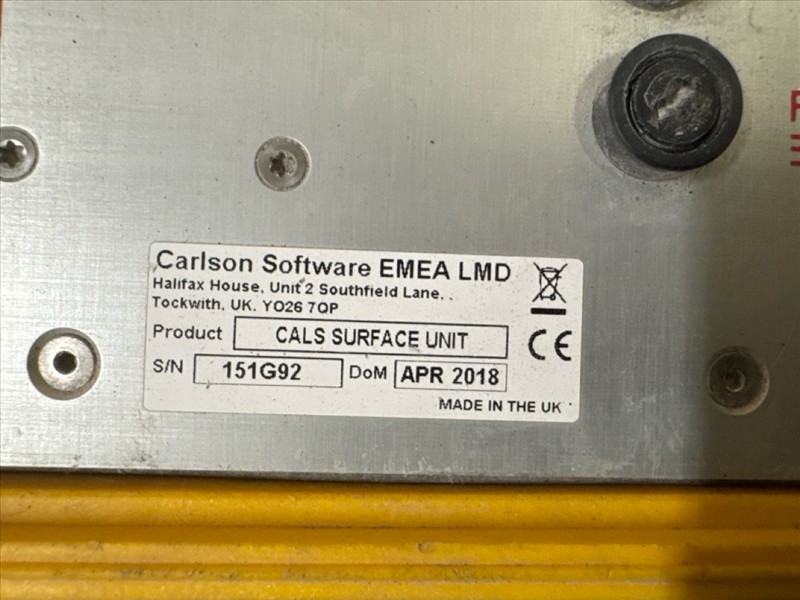 Carlson Software EMEA LMD
Halifax House, Unit 2 Southfield Lane, .
Tockwith, UK. YO26 7QP
Product CALS SURFACE UNIT
S/N 151G92 DoM APR 2018
CE
MADE IN THE UK